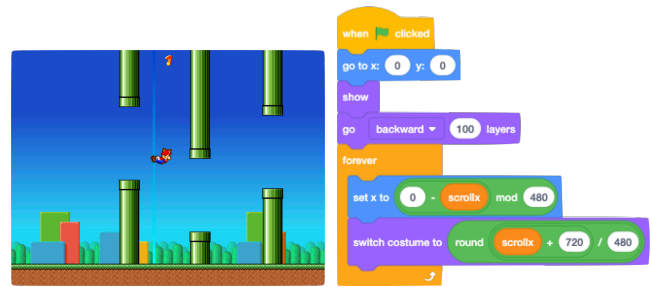 1
when clicked
go to x: 0 y: 0
show
go backward 100 layers
forever
set x to 0 - scrollx mod 480
switch costume to round scrollx + 720 / 480